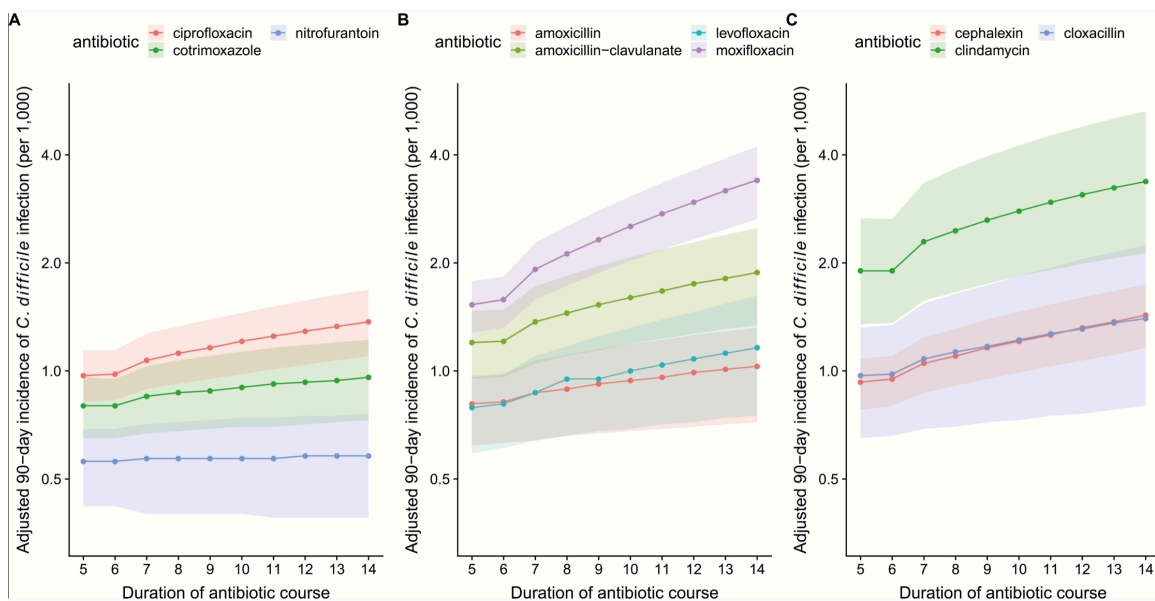 A
antibiotic
ciprofloxacin
nitrofurantoin
cotrimoxazole
Adjusted 90−day incidence of C. difficile infection (per 1,000)
4.0
2.0
1.0
0.5
5 6 7 8 9 10 11 12 13 14
Duration of antibiotic course
B
antibiotic
amoxicillin
levofloxacin
amoxicillin−clavulanate
moxifloxacin
Adjusted 90−day incidence of C. difficile infection (per 1,000)
4.0
2.0
1.0
0.5
5 6 7 8 9 10 11 12 13 14
Duration of antibiotic course
C
antibiotic
cephalexin
cloxacillin
clindamycin
Adjusted 90−day incidence of C. difficile infection (per 1,000)
4.0
2.0
1.0
0.5
5 6 7 8 9 10 11 12 13 14
Duration of antibiotic course